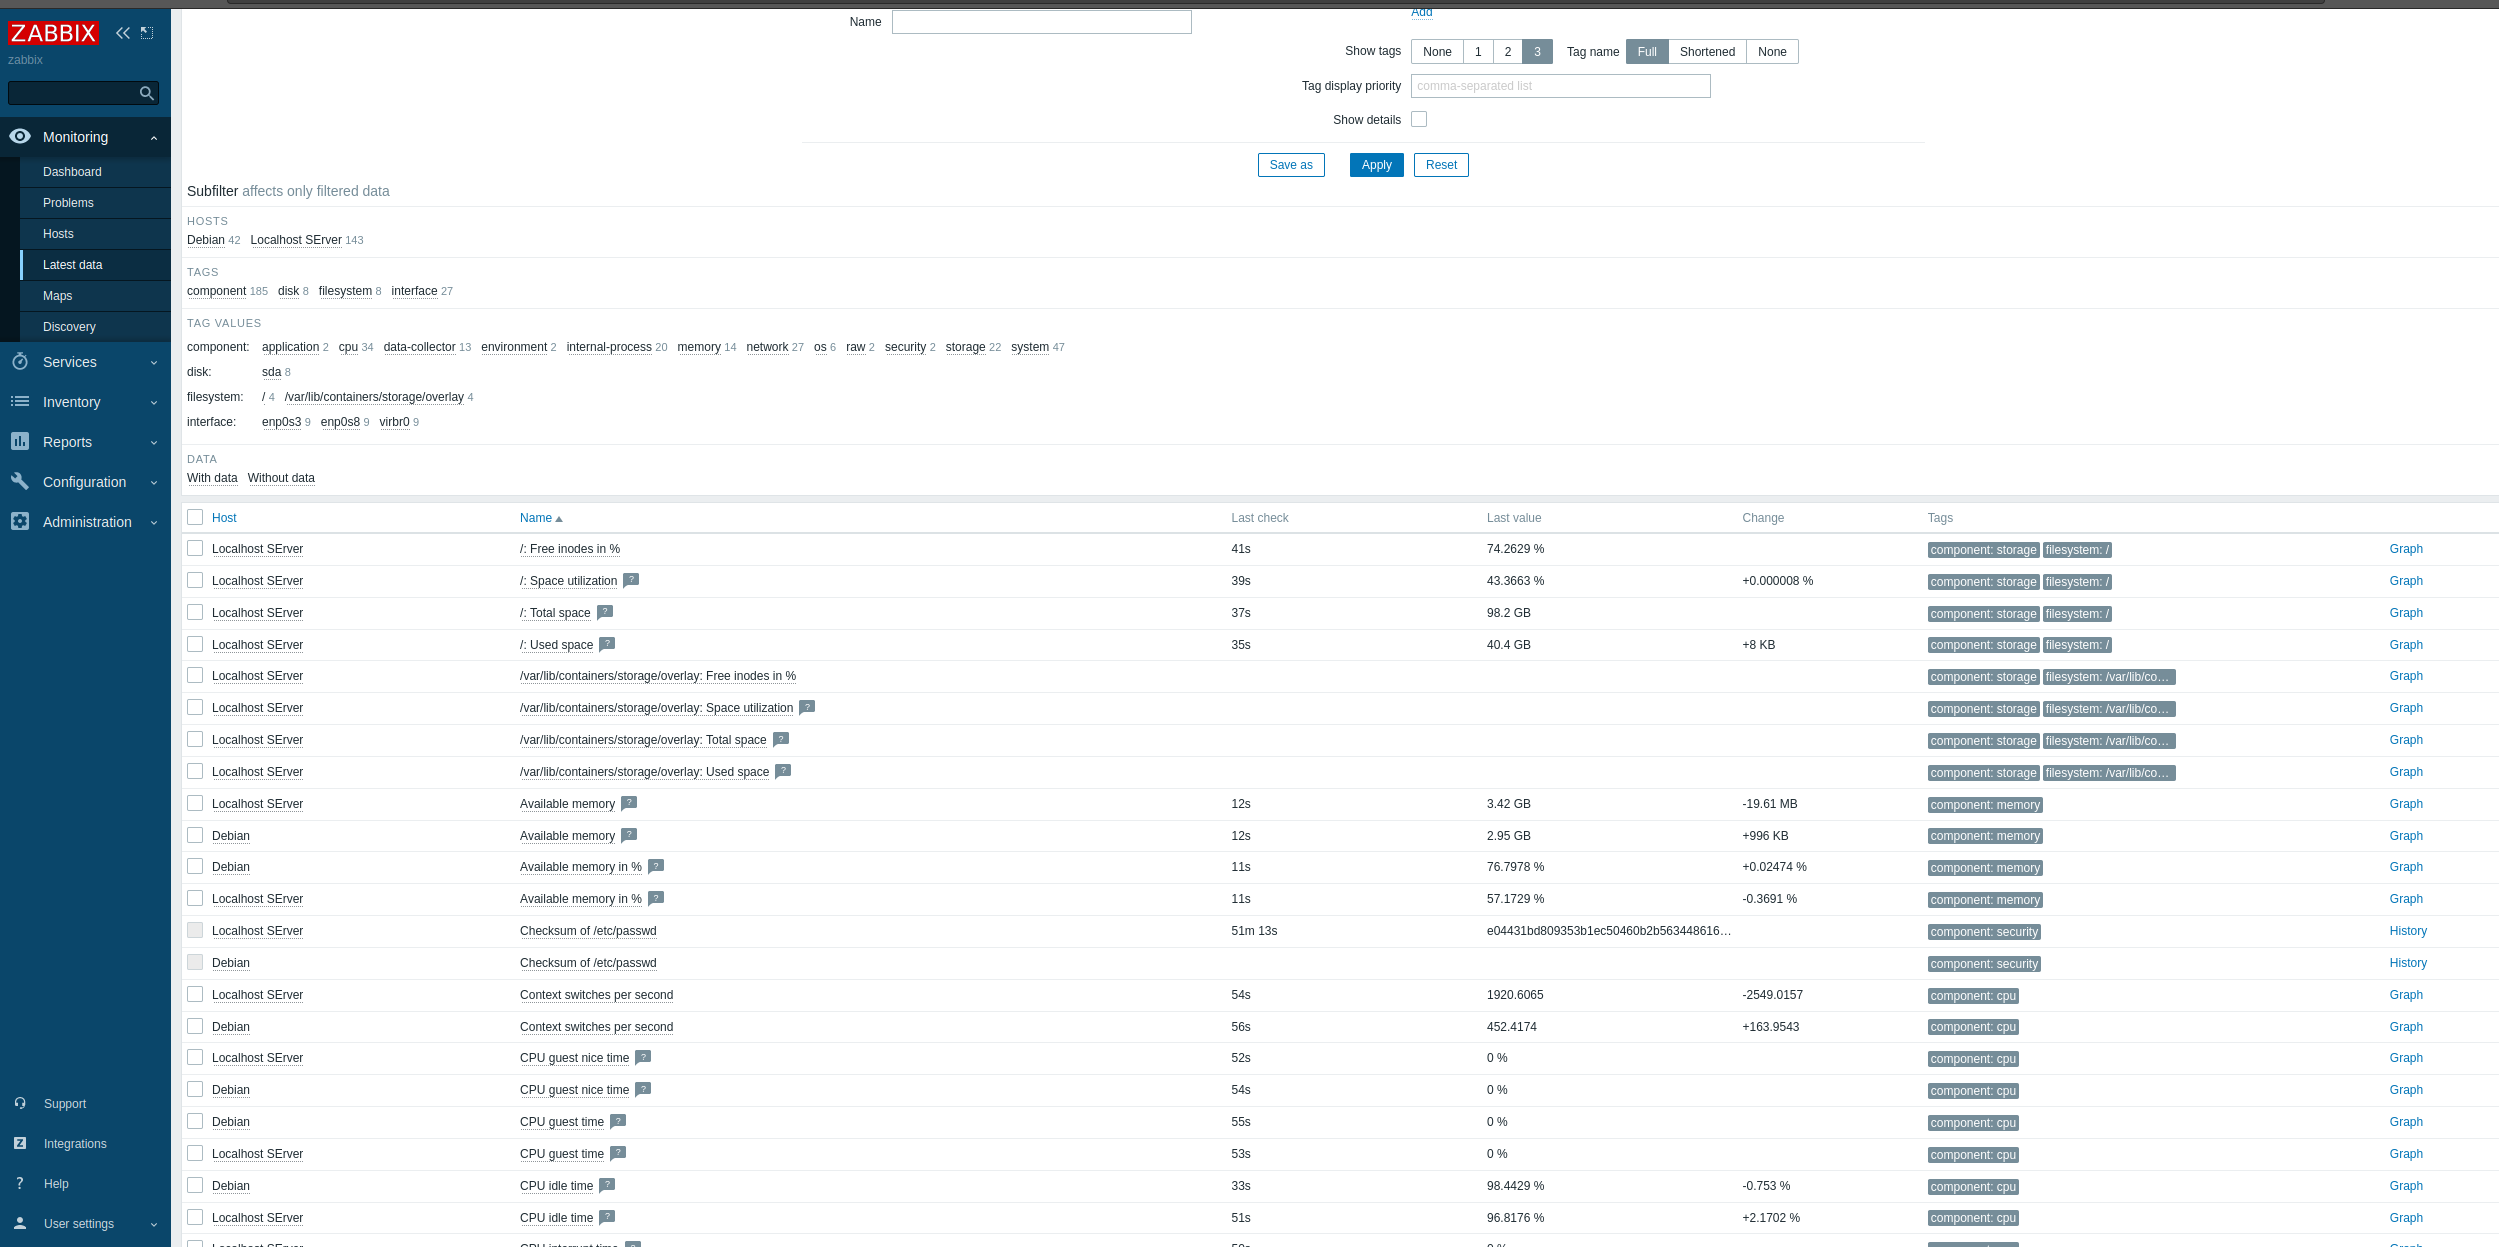 ZABBIX
zabbix
Monitoring
Dashboard
Problems
Hosts
Latest data
Maps
Discovery
Services
Inventory
Reports
Configuration
Administration
Support
Integrations
? Help
User settings
Name
Add
Show tags None 1 2 3 Tag name Full Shortened None
Tag display priority comma-separated list
Show details
Save as Apply Reset
Subfilter affects only filtered data
HOSTS
Debian 42 Localhost SErver 143
TAGS
component 185 disk 8 filesystem 8 interface 27
TAG VALUES
component: application 2 cpu 34 data-collector 13 environment 2 internal-process 20 memory 14 network 27 os 6 raw 2 security 2 storage 22 system 47
disk: sda 8
filesystem: / 4 /var/lib/containers/storage/overlay 4
interface: enp0s3 9 enp0s8 9 virbr0 9
DATA
With data Without data
Host Name Last check Last value Change Tags
Localhost SErver /: Free inodes in % 41s 74.2629 % component: storage filesystem: / Graph
Localhost SErver /: Space utilization ? 39s 43.3663 % +0.000008 % component: storage filesystem: / Graph
Localhost SErver /: Total space ? 37s 98.2 GB component: storage filesystem: / Graph
Localhost SErver /: Used space ? 35s 40.4 GB +8 KB component: storage filesystem: / Graph
Localhost SErver /var/lib/containers/storage/overlay: Free inodes in % component: storage filesystem: /var/lib/co... Graph
Localhost SErver /var/lib/containers/storage/overlay: Space utilization ? component: storage filesystem: /var/lib/co... Graph
Localhost SErver /var/lib/containers/storage/overlay: Total space ? component: storage filesystem: /var/lib/co... Graph
Localhost SErver /var/lib/containers/storage/overlay: Used space ? component: storage filesystem: /var/lib/co... Graph
Localhost SErver Available memory ? 12s 3.42 GB -19.61 MB component: memory Graph
Debian Available memory ? 12s 2.95 GB +996 KB component: memory Graph
Debian Available memory in % ? 11s 76.7978 % +0.02474 % component: memory Graph
Localhost SErver Available memory in % ? 11s 57.1729 % -0.3691 % component: memory Graph
Localhost SErver Checksum of /etc/passwd 51m 13s e04431bd809353b1ec50460b2b563448616... component: security History
Debian Checksum of /etc/passwd component: security History
Localhost SErver Context switches per second 54s 1920.6065 -2549.0157 component: cpu Graph
Debian Context switches per second 56s 452.4174 +163.9543 component: cpu Graph
Localhost SErver CPU guest nice time ? 52s 0 % component: cpu Graph
Debian CPU guest nice time ? 54s 0 % component: cpu Graph
Debian CPU guest time ? 55s 0 % component: cpu Graph
Localhost SErver CPU guest time ? 53s 0 % component: cpu Graph
Debian CPU idle time ? 33s 98.4429 % -0.753 % component: cpu Graph
Localhost SErver CPU idle time ? 51s 96.8176 % +2.1702 % component: cpu Graph